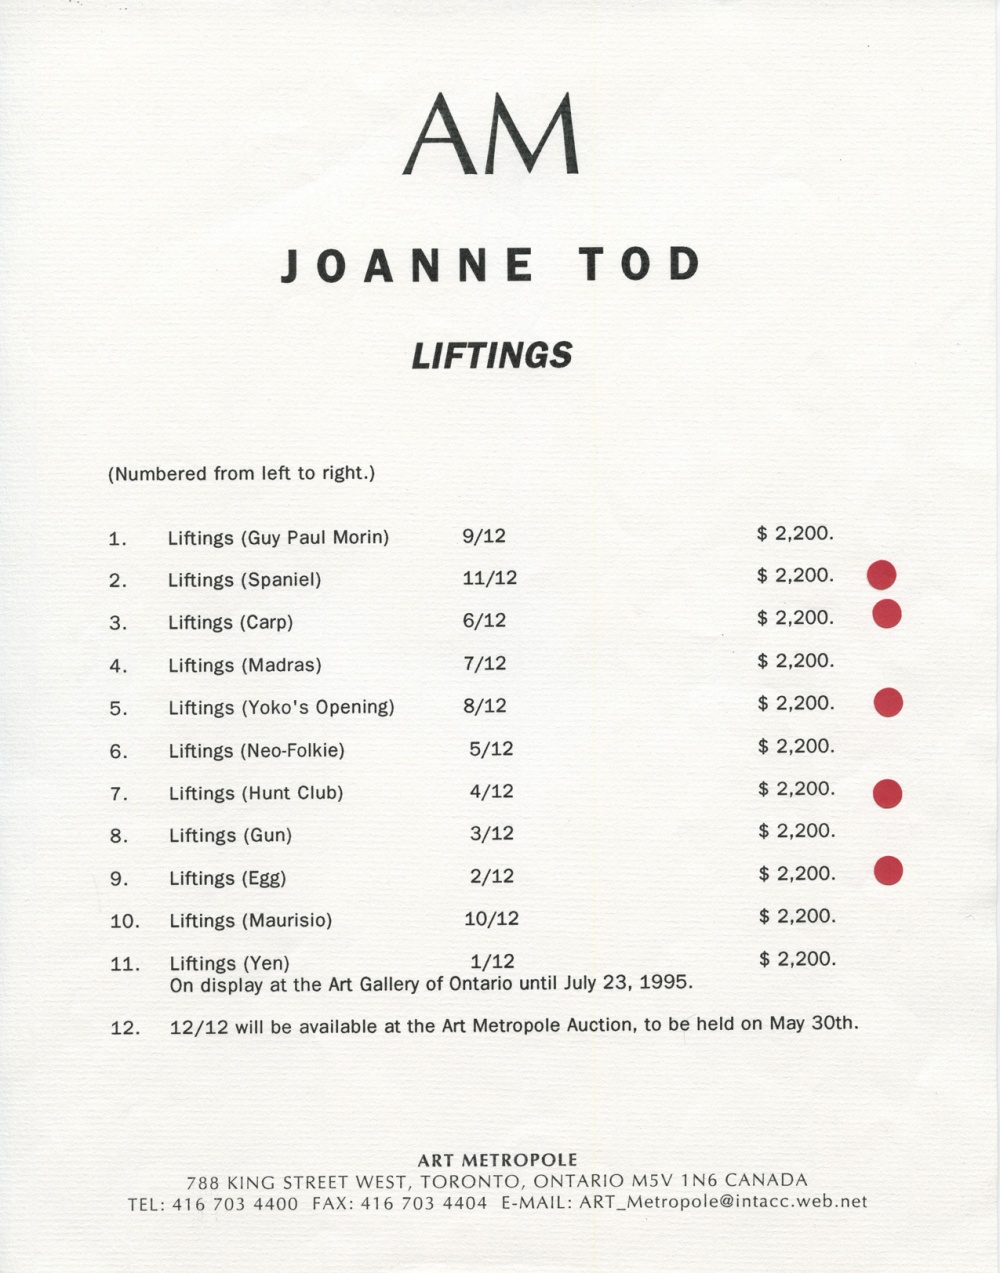 AM
JOANNE TOD
LIFTINGS
(Numbered from left to right.)
1. Liftings (Guy Paul Morin) 9/12 $ 2,200.
2. Liftings (Spaniel) 11/12 $ 2,200.
3. Liftings (Carp) 6/12 $ 2,200.
4. Liftings (Madras) 7/12 $ 2,200.
5. Liftings (Yoko's Opening) 8/12 $ 2,200.
6. Liftings (Neo-Folkie) 5/12 $ 2,200.
7. Liftings (Hunt Club) 4/12 $ 2,200.
8. Liftings (Gun) 3/12 $ 2,200.
9. Liftings (Egg) 2/12 $ 2,200.
10. Liftings (Maurisio) 10/12 $ 2,200.
11. Liftings (Yen) 1/12 $ 2,200.
On display at the Art Gallery of Ontario until July 23, 1995.
12. 12/12 will be available at the Art Metropole Auction, to be held on May 30th.
ART METROPOLE
788 KING STREET WEST, TORONTO, ONTARIO M5V 1N6 CANADA
TEL: 416 703 4400 FAX: 416 703 4404 E-MAIL: ART_Metropole@intacc.web.net